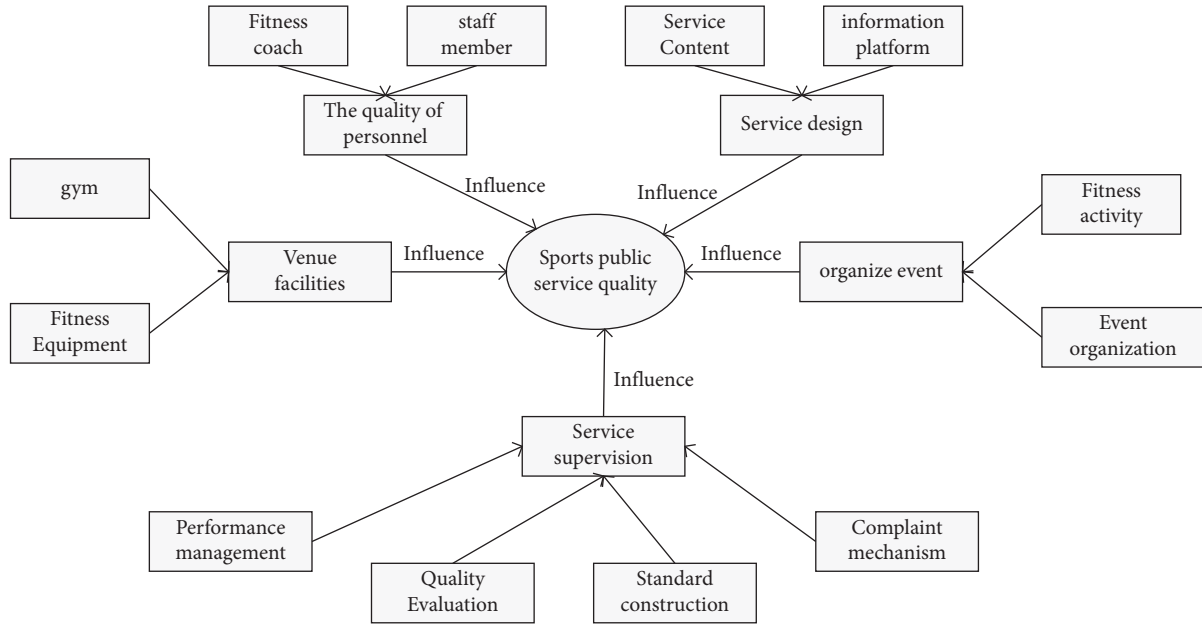 Fitness
coach
staff
member
Service
Content
information
platform
The quality of
personnel
Service design
gym
Influence
Influence
Fitness
activity
Venue
facilities
Influence
Sports public
service quality
Influence
organize event
Fitness
Equipment
Event
organization
Influence
Service
supervision
Performance
management
Complaint
mechanism
Quality
Evaluation
Standard
construction